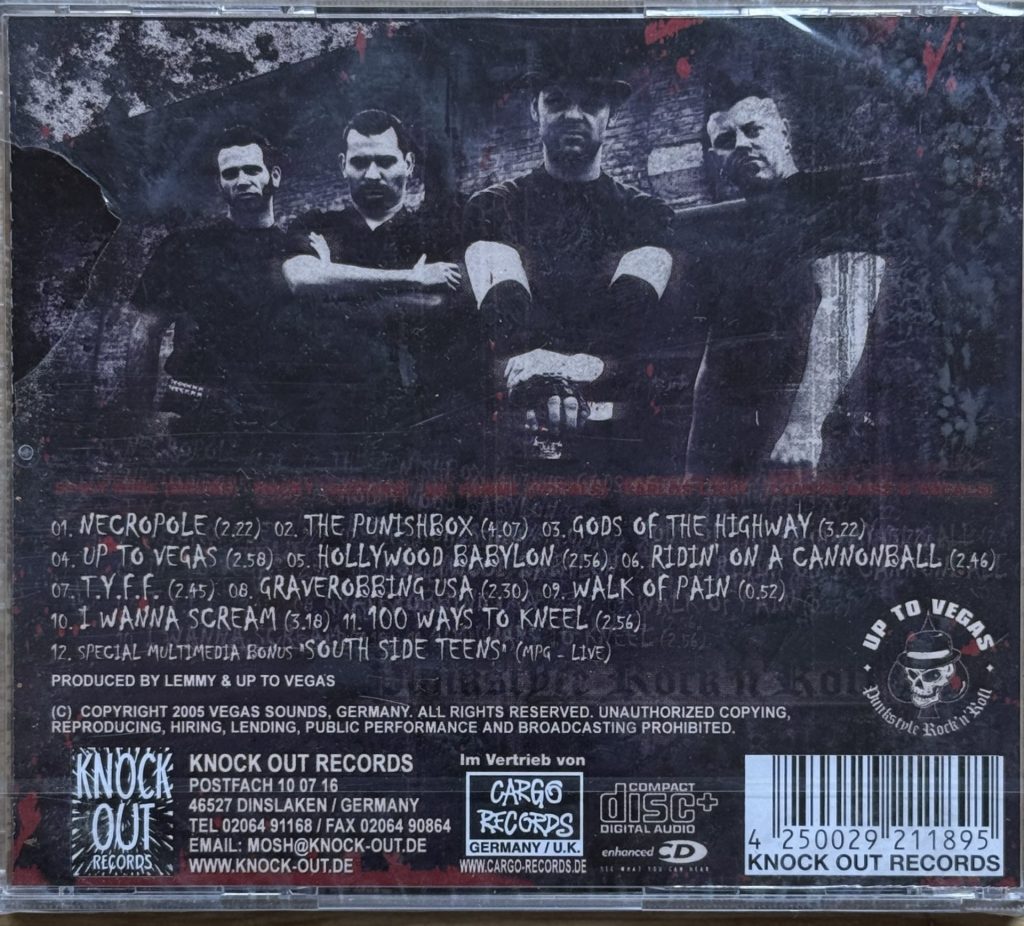 01. NECROPOLE (2.22) 02. THE PUNISHBOX (4.07) 03. GODS OF THE HIGHWAY (3.22)
04. UP TO VEGAS (2.58) 05. HOLLYWOOD BABYLON (2.56) 06. RIDIN' ON A CANNONBALL (2.46)
07. T.Y.F.F. (2.45) 08. GRAVEROBBING USA (2.30) 09. WALK OF PAIN (0.52)
10. I WANNA SCREAM (3.18) 11. 100 WAYS TO KNEEL (2.56)
12. SPECIAL MULTIMEDIA BONUS "SOUTH SIDE TEENS" (MPG - LIVE)
PRODUCED BY LEMMY & UP TO VEGAS
(C) COPYRIGHT 2005 VEGAS SOUNDS, GERMANY. ALL RIGHTS RESERVED. UNAUTHORIZED COPYING,
REPRODUCING, HIRING, LENDING, PUBLIC PERFORMANCE AND BROADCASTING PROHIBITED.
UP TO VEGAS
Punkstyle Rock'n'Roll
KNOCK
OUT
RECORDS
KNOCK OUT RECORDS
POSTFACH 10 07 16
46527 DINSLAKEN / GERMANY
TEL 02064 91168 / FAX 02064 90864
EMAIL: MOSH@KNOCK-OUT.DE
WWW.KNOCK-OUT.DE
Im Vertrieb von
CARGO
RECORDS
GERMANY / U.K.
WWW.CARGO-RECORDS.DE
COMPACT
disc+
DIGITAL AUDIO
enhanced CD
SEE WHAT YOU CAN HEAR
4 250029 211895
KNOCK OUT RECORDS